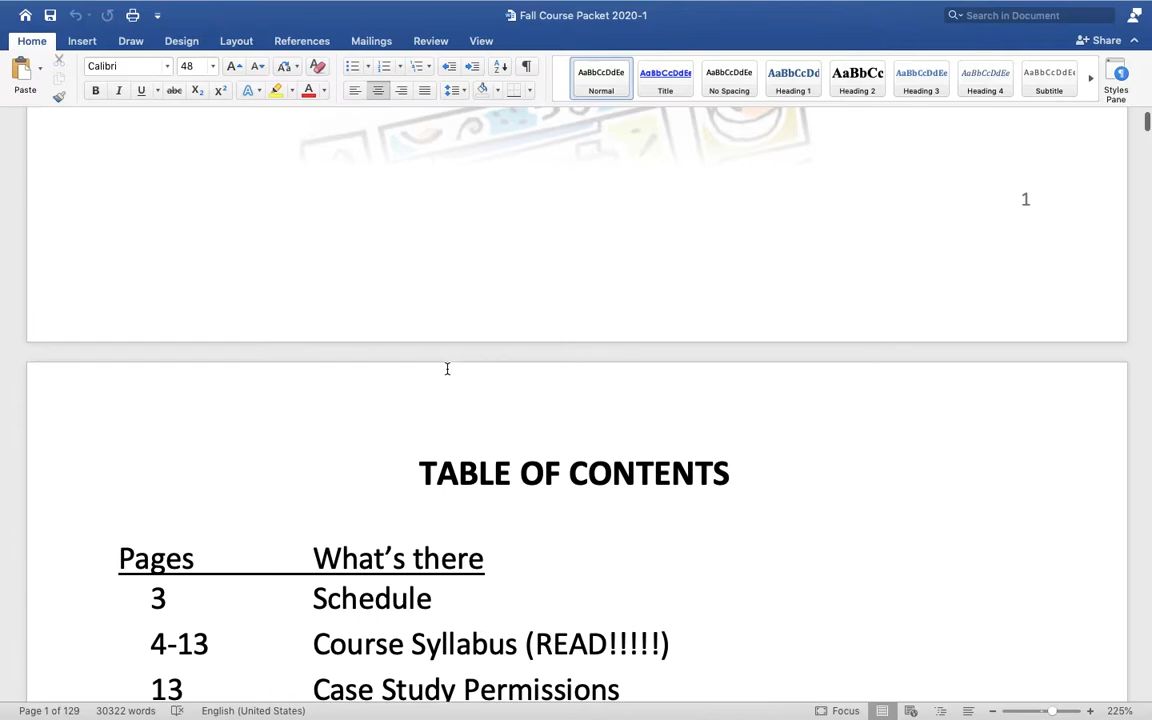 Fall Course Packet 2020-1
Search in Document
Home Insert Draw Design Layout References Mailings Review View
Share
Paste
Calibri 48
AaBbCcDdEe AaBbCcDdEe AaBbCcDdEe AaBbCcDd AaBbCc AaBbCcDdEe AaBbCcDdEe AaBbCcDdEe
Normal Title No Spacing Heading 1 Heading 2 Heading 3 Heading 4 Subtitle
Styles
Pane
1
TABLE OF CONTENTS
Pages What’s there
3 Schedule
4-13 Course Syllabus (READ!!!!!)
13 Case Study Permissions
Page 1 of 129 30322 words English (United States) Focus 225%